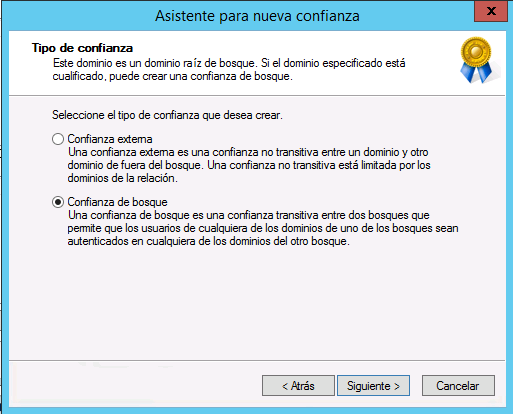 Asistente para nueva confianza
x
Tipo de confianza
Este dominio es un dominio raíz de bosque. Si el dominio especificado está
cualificado, puede crear una confianza de bosque.
Seleccione el tipo de confianza que desea crear.
Confianza externa
Una confianza externa es una confianza no transitiva entre un dominio y otro
dominio de fuera del bosque. Una confianza no transitiva está limitada por los
dominios de la relación.
Confianza de bosque
Una confianza de bosque es una confianza transitiva entre dos bosques que
permite que los usuarios de cualquiera de los dominios de uno de los bosques sean
autenticados en cualquiera de los dominios del otro bosque.
< Atrás
Siguiente >
Cancelar